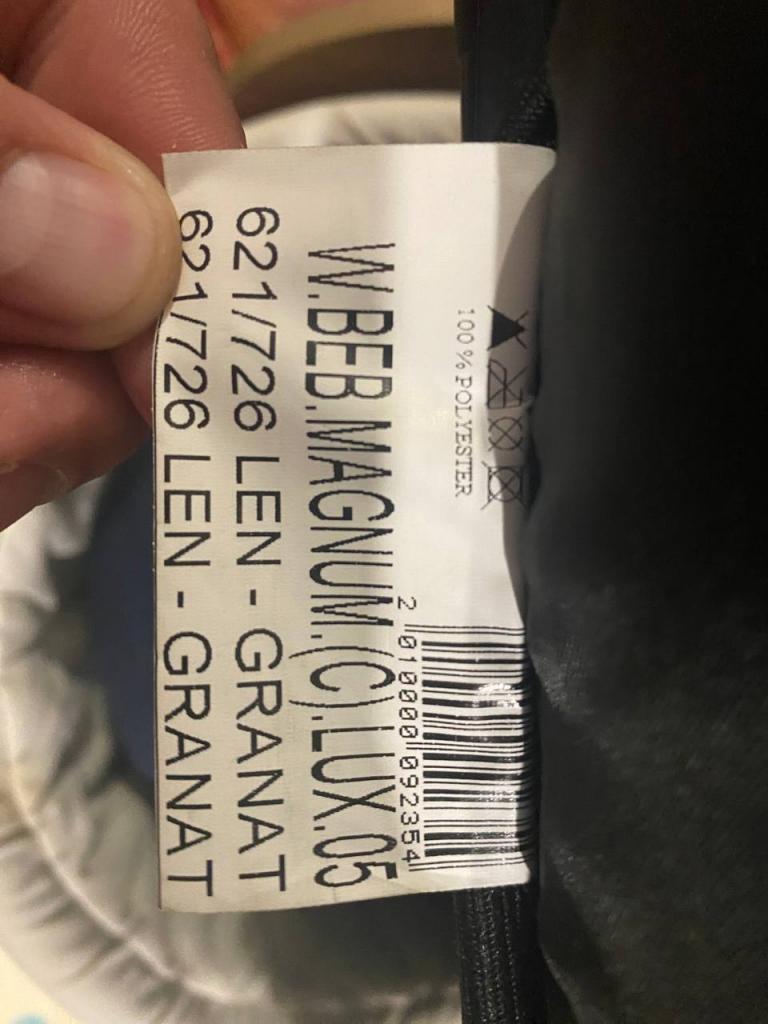 100 % POLYESTER
2 010000 092354
W.BEB.MAGNUM.(C).LUX.05
621/726 LEN - GRANAT
621/726 LEN - GRANAT